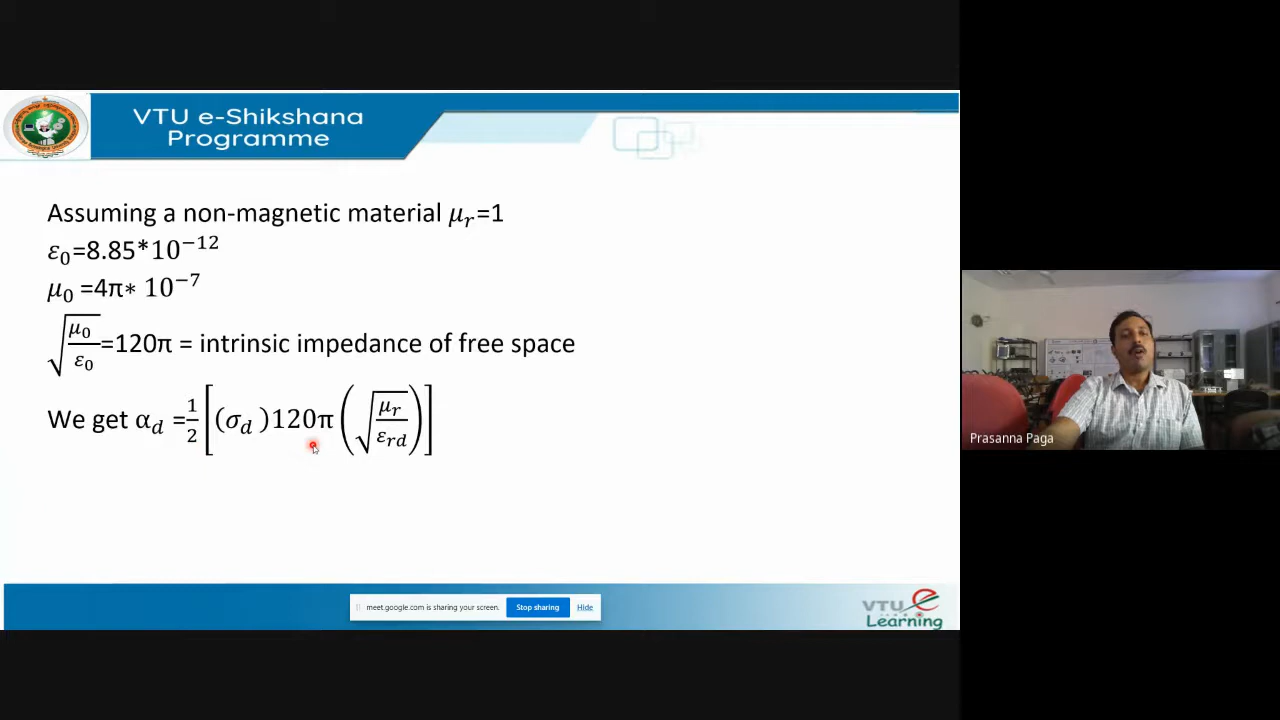 VTU e-Shikshana
Programme
Assuming a non-magnetic material μᵣ=1
ε₀=8.85*10⁻¹²
μ₀ =4π* 10⁻⁷
√(μ₀/ε₀)=120π = intrinsic impedance of free space
We get α_d =1/2[(σ_d )120π(√(μᵣ/ε_rd))]
Prasanna Paga
meet.google.com is sharing your screen.
Stop sharing
Hide
VTU e
Learning